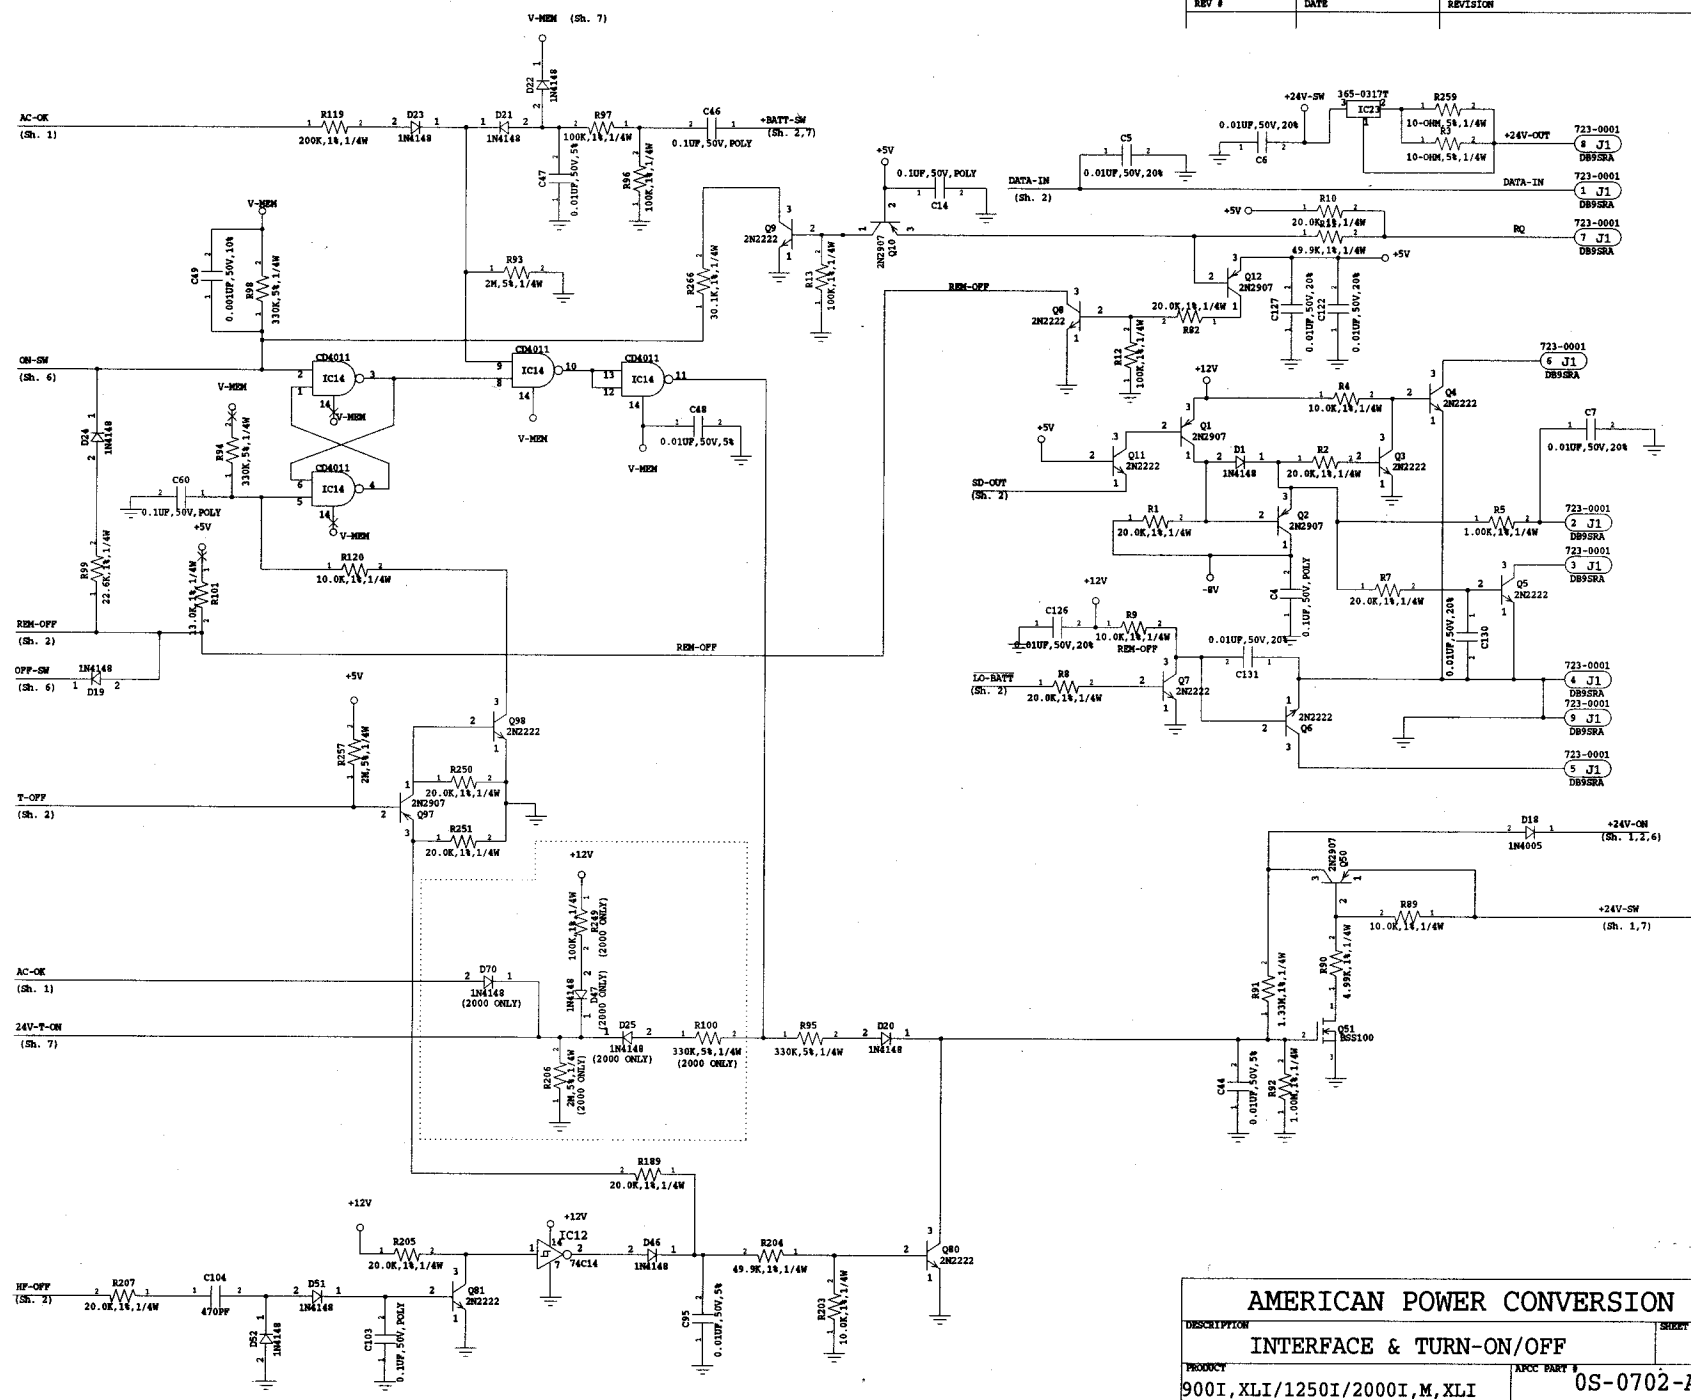 REV #
DATE
REVISION
V-MEM (Sh. 7)
D22
1N4148
AC-OK
(Sh. 1)
R119
200K,1%,1/4W
D23
1N4148
D21
1N4148
R97
100K,1%,1/4W
C46
0.1UF,50V,POLY
+BATT-SW
(Sh. 2,7)
C47
0.01UF,50V,5%
R96
100K,1%,1/4W
+24V-SW
365-0317T
IC23
R259
10-OHM,5%,1/4W
R3
10-OHM,5%,1/4W
+24V-OUT
723-0001
8 J1
DB9SRA
0.01UF,50V,20%
C6
C5
0.01UF,50V,20%
DATA-IN
(Sh. 2)
DATA-IN
723-0001
1 J1
DB9SRA
+5V
0.1UF,50V,POLY
C14
+5V
R10
20.0K,1%,1/4W
49.9K,1%,1/4W
RQ
723-0001
7 J1
DB9SRA
V-MEM
C49
0.001UF,50V,10%
R98
330K,5%,1/4W
R93
2M,5%,1/4W
R266
30.1K,1%,1/4W
Q9
2N2222
R13
100K,1%,1/4W
2N2907
Q10
+5V
Q12
2N2907
20.0K,1%,1/4W
R82
C127
0.01UF,50V,20%
C122
0.01UF,50V,20%
REM-OFF
Q8
2N2222
R12
100K,1%,1/4W
ON-SW
(Sh. 6)
CD4011
IC14
V-MEM
CD4011
IC14
V-MEM
CD4011
IC14
V-MEM
C48
0.01UF,50V,5%
V-MEM
R94
330K,5%,1/4W
D24
1N4148
CD4011
IC14
V-MEM
C60
0.1UF,50V,POLY
+5V
R101
13.0K,1%,1/4W
R99
22.6K,1%,1/4W
R120
10.0K,1%,1/4W
+12V
R4
10.0K,1%,1/4W
Q4
2N2222
723-0001
6 J1
DB9SRA
C7
0.01UF,50V,20%
+5V
Q1
2N2907
Q11
2N2222
SD-OUT
(Sh. 2)
D1
1N4148
R2
20.0K,1%,1/4W
Q3
2N2222
R1
20.0K,1%,1/4W
Q2
2N2907
-8V
C4
0.1UF,50V,POLY
R5
1.00K,1%,1/4W
723-0001
2 J1
DB9SRA
R7
20.0K,1%,1/4W
Q5
2N2222
723-0001
3 J1
DB9SRA
REM-OFF
(Sh. 2)
OFF-SW
(Sh. 6)
1N4148
D19
REM-OFF
+12V
C126
0.01UF,50V,20%
R9
10.0K,1%,1/4W
REM-OFF
0.01UF,50V,20%
C131
0.01UF,50V,20%
C130
LO-BATT
(Sh. 2)
R8
20.0K,1%,1/4W
Q7
2N2222
2N2222
Q6
723-0001
4 J1
DB9SRA
723-0001
9 J1
DB9SRA
723-0001
5 J1
DB9SRA
+5V
R257
2M,5%,1/4W
Q98
2N2222
R250
20.0K,1%,1/4W
T-OFF
(Sh. 2)
2N2907
Q97
R251
20.0K,1%,1/4W
+12V
100K,1%,1/4W
R249
(2000 ONLY)
AC-OK
(Sh. 1)
D70
1N4148
(2000 ONLY)
1N4148
D47
(2000 ONLY)
24V-T-ON
(Sh. 7)
D25
1N4148
(2000 ONLY)
R100
330K,5%,1/4W
(2000 ONLY)
R95
330K,5%,1/4W
D20
1N4148
R206
2M,5%,1/4W
(2000 ONLY)
D18
1N4005
+24V-ON
(Sh. 1,2,6)
2N2907
Q50
+24V-SW
(Sh. 1,7)
R89
10.0K,1%,1/4W
R90
4.99K,1%,1/4W
R91
1.33M,1%,1/4W
Q51
BSS100
C44
0.01UF,50V,5%
R92
1.00M,1%,1/4W
R189
20.0K,1%,1/4W
+12V
R205
20.0K,1%,1/4W
+12V
IC12
74C14
D46
1N4148
R204
49.9K,1%,1/4W
Q80
2N2222
HF-OFF
(Sh. 2)
R207
20.0K,1%,1/4W
C104
470PF
D51
1N4148
Q81
2N2222
D52
1N4148
C103
0.1UF,50V,POLY
C95
0.01UF,50V,5%
R203
10.0K,1%,1/4W
AMERICAN POWER CONVERSION
DESCRIPTION
SHEET
INTERFACE & TURN-ON/OFF
PRODUCT
900I,XLI/1250I/2000I,M,XLI
APCC PART #
0S-0702-